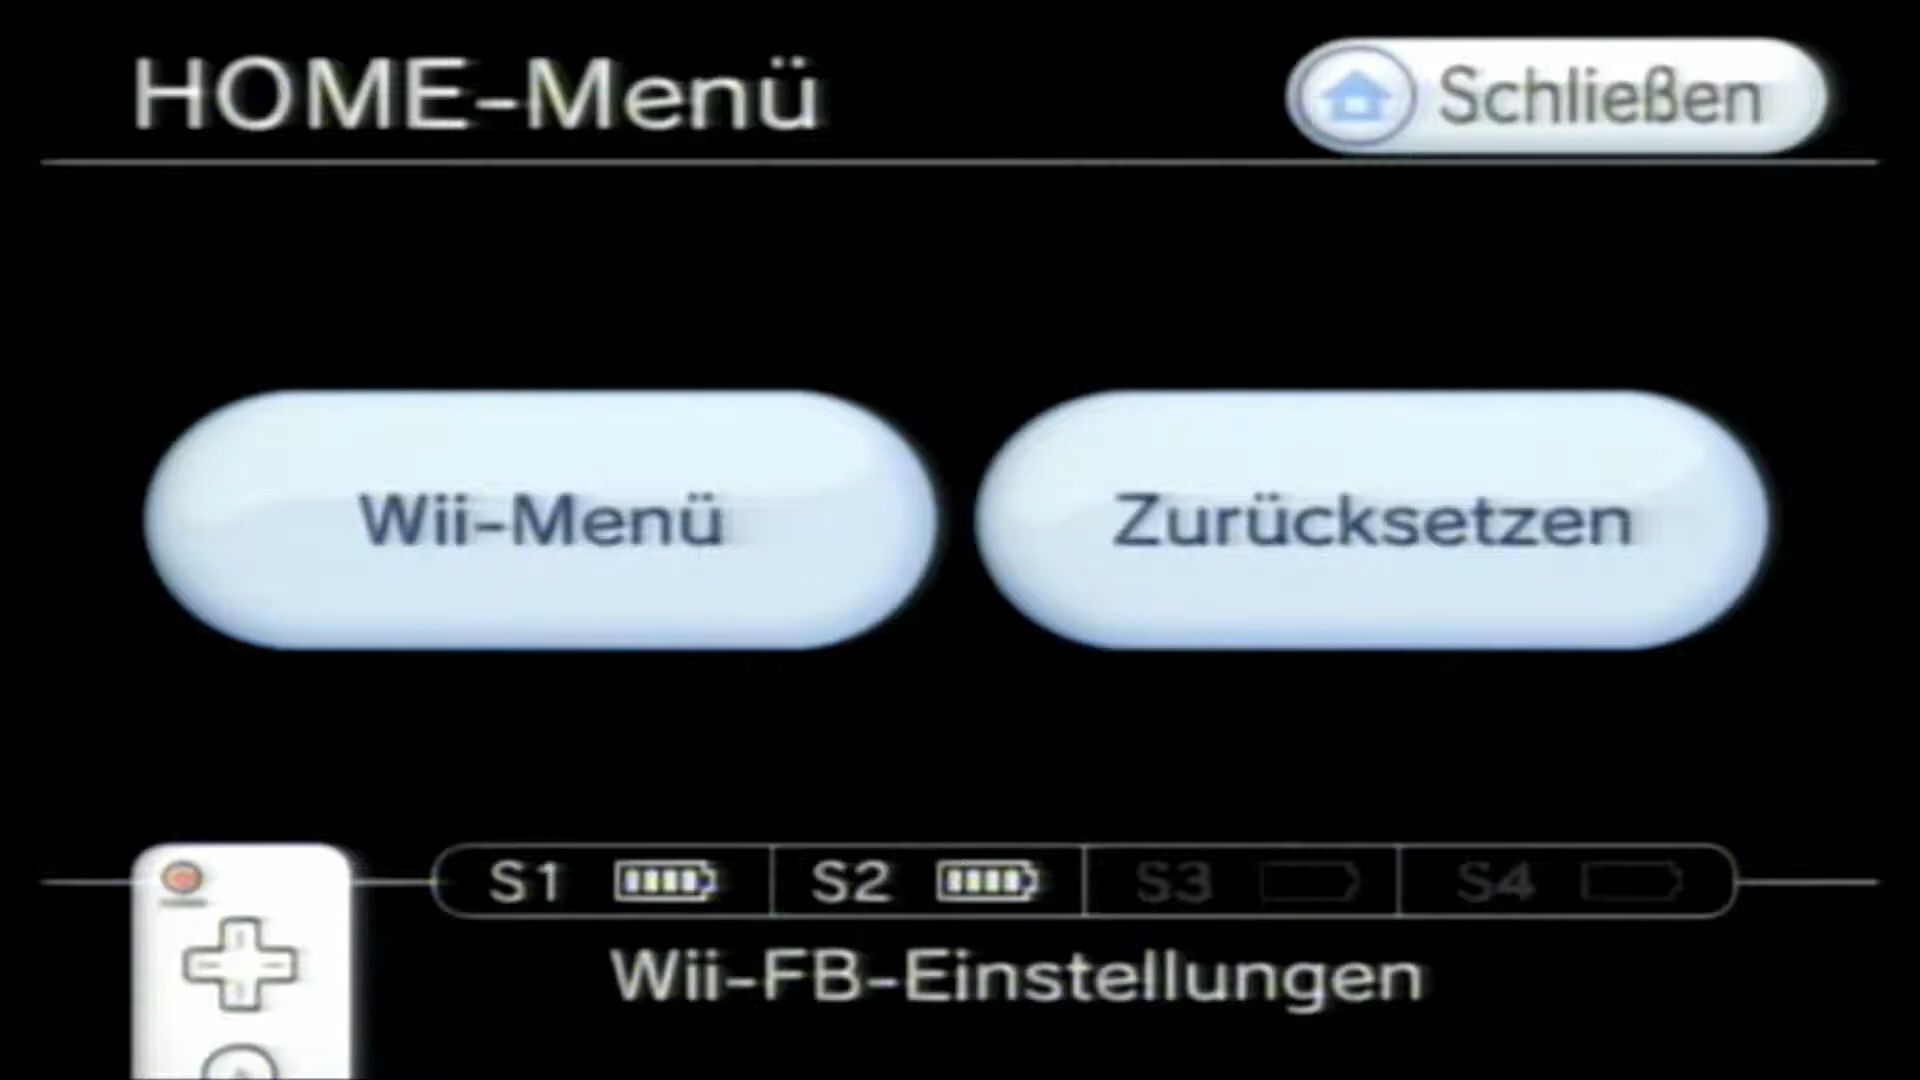 HOME-Menü
Schließen
Wii-Menü
Zurücksetzen
S1
S2
S3
S4
Wii-FB-Einstellungen